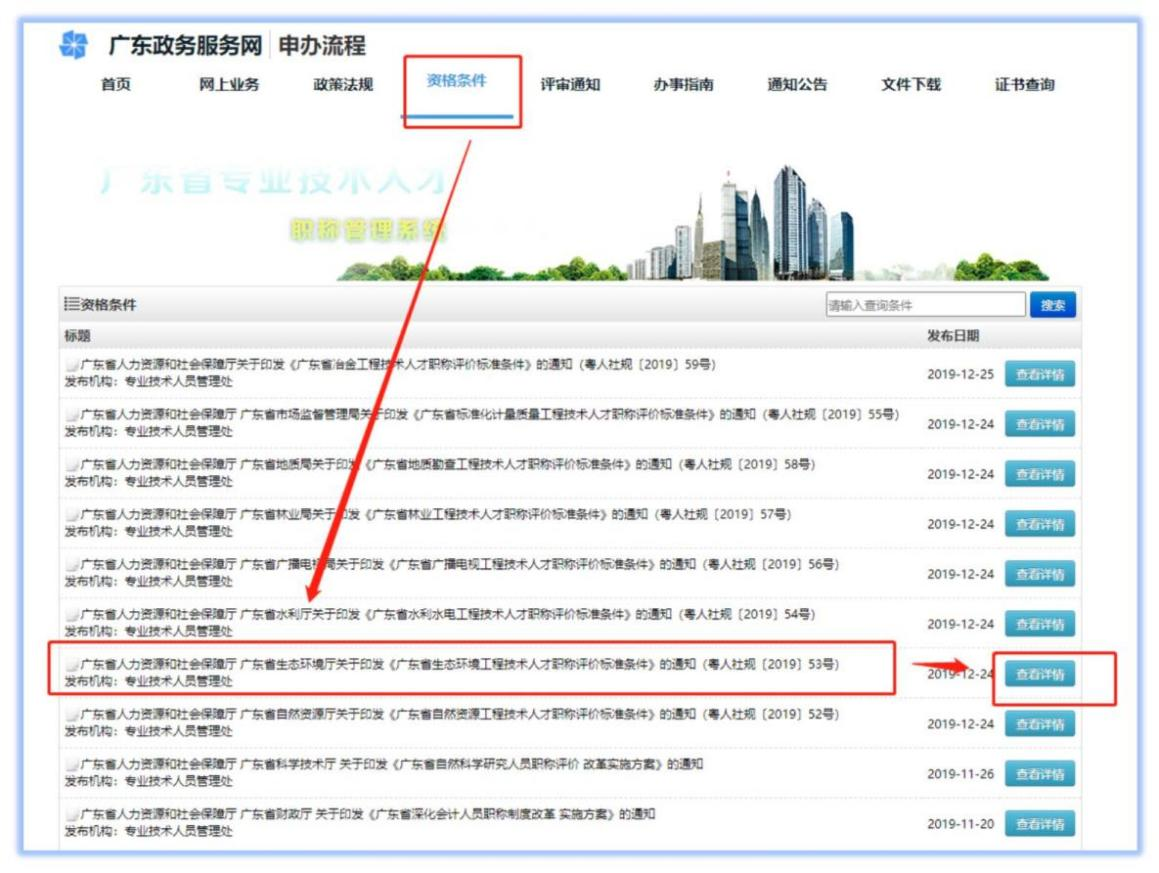 广东政务服务网 申办流程
首页 网上业务 政策法规 资格条件 评审通知 办事指南 通知公告 文件下载 证书查询
广东省专业技术人才
职称管理系统
资格条件 请输入查询条件 搜索
标题 发布日期
广东省人力资源和社会保障厅关于印发《广东省冶金工程技术人才职称评价标准条件》的通知（粤人社规〔2019〕59号）
发布机构：专业技术人员管理处
2019-12-25 查看详情
广东省人力资源和社会保障厅 广东省市场监督管理局关于印发《广东省标准化计量质量工程技术人才职称评价标准条件》的通知（粤人社规〔2019〕55号）
发布机构：专业技术人员管理处
2019-12-24 查看详情
广东省人力资源和社会保障厅 广东省地质局关于印发《广东省地质勘查工程技术人才职称评价标准条件》的通知（粤人社规〔2019〕58号）
发布机构：专业技术人员管理处
2019-12-24 查看详情
广东省人力资源和社会保障厅 广东省林业局关于印发《广东省林业工程技术人才职称评价标准条件》的通知（粤人社规〔2019〕57号）
发布机构：专业技术人员管理处
2019-12-24 查看详情
广东省人力资源和社会保障厅 广东省广播电视局关于印发《广东省广播电视工程技术人才职称评价标准条件》的通知（粤人社规〔2019〕56号）
发布机构：专业技术人员管理处
2019-12-24 查看详情
广东省人力资源和社会保障厅 广东省水利厅关于印发《广东省水利水电工程技术人才职称评价标准条件》的通知（粤人社规〔2019〕54号）
发布机构：专业技术人员管理处
2019-12-24 查看详情
广东省人力资源和社会保障厅 广东省生态环境厅关于印发《广东省生态环境工程技术人才职称评价标准条件》的通知（粤人社规〔2019〕53号）
发布机构：专业技术人员管理处
2019-12-24 查看详情
广东省人力资源和社会保障厅 广东省自然资源厅关于印发《广东省自然资源工程技术人才职称评价标准条件》的通知（粤人社规〔2019〕52号）
发布机构：专业技术人员管理处
2019-12-24 查看详情
广东省人力资源和社会保障厅 广东省科学技术厅 关于印发《广东省自然科学研究人员职称评价 改革实施方案》的通知
发布机构：专业技术人员管理处
2019-11-26 查看详情
广东省人力资源和社会保障厅 广东省财政厅 关于印发《广东省深化会计人员职称制度改革 实施方案》的通知
发布机构：专业技术人员管理处
2019-11-20 查看详情